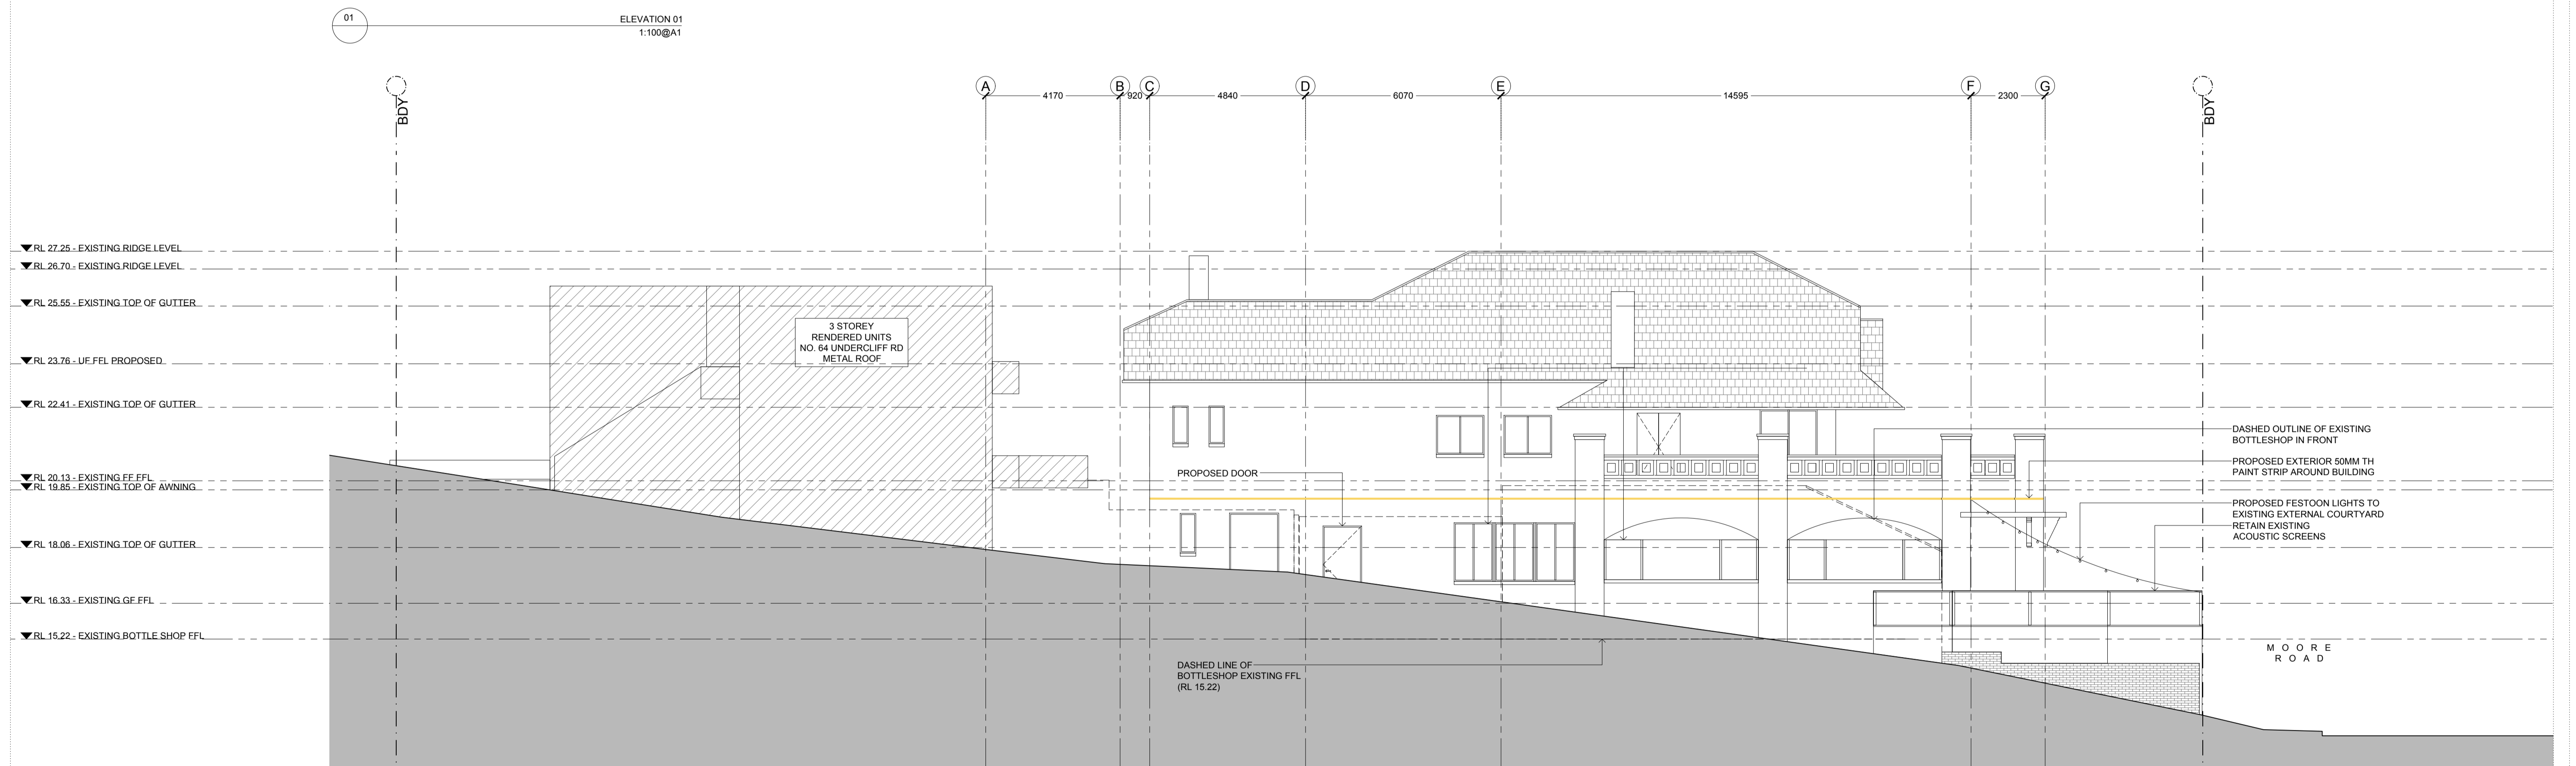 01
ELEVATION 01
1:100@A1
BDY
A
B
C
D
E
F
G
BDY
4170
920
4840
6070
14595
2300
RL 27.25 - EXISTING RIDGE LEVEL
RL 26.70 - EXISTING RIDGE LEVEL
RL 25.55 - EXISTING TOP OF GUTTER
RL 23.76 - UF FFL PROPOSED
RL 22.41 - EXISTING TOP OF GUTTER
RL 20.13 - EXISTING FF FFL
RL 19.85 - EXISTING TOP OF AWNING
RL 18.06 - EXISTING TOP OF GUTTER
RL 16.33 - EXISTING GF FFL
RL 15.22 - EXISTING BOTTLE SHOP FFL
3 STOREY
RENDERED UNITS
NO. 64 UNDERCLIFF RD
METAL ROOF
PROPOSED DOOR
DASHED LINE OF
BOTTLESHOP EXISTING FFL
(RL 15.22)
DASHED OUTLINE OF EXISTING
BOTTLESHOP IN FRONT
PROPOSED EXTERIOR 50MM TH
PAINT STRIP AROUND BUILDING
PROPOSED FESTOON LIGHTS TO
EXISTING EXTERNAL COURTYARD
RETAIN EXISTING
ACOUSTIC SCREENS
MOORE
ROAD